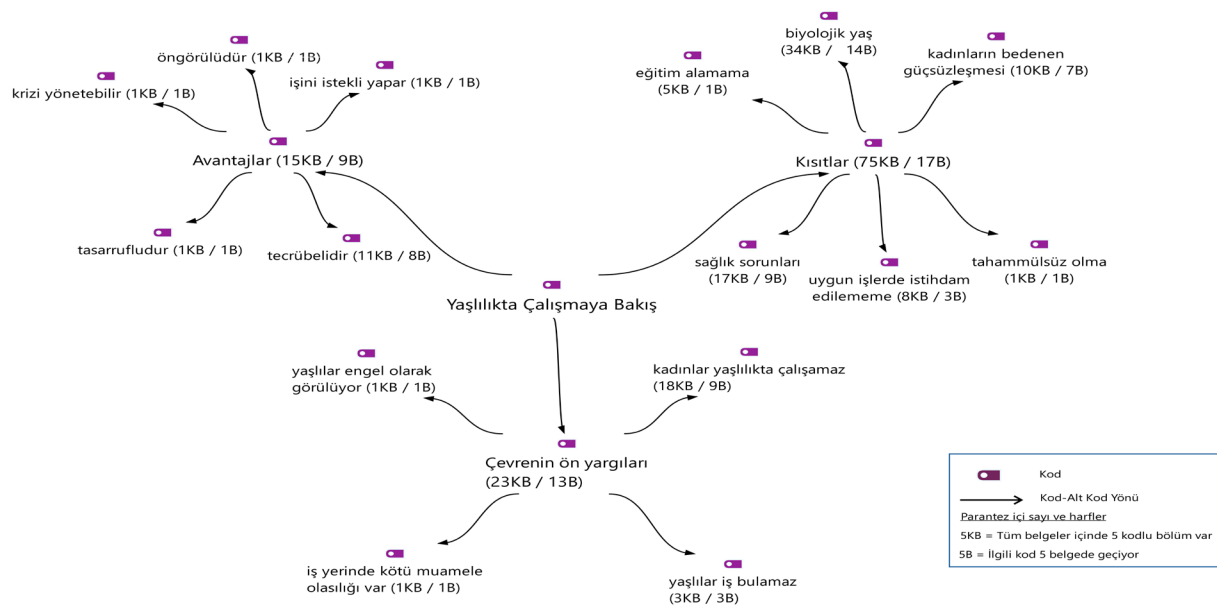 öngörülüdür (1KB / 1B)
krizi yönetebilir (1KB / 1B)
işini istekli yapar (1KB / 1B)
Avantajlar (15KB / 9B)
tasarrufludur (1KB / 1B)
tecrübelidir (11KB / 8B)
biyolojik yaş
(34KB / 14B)
eğitim alamama
(5KB / 1B)
kadınların bedenen
güçsüzleşmesi (10KB / 7B)
Kısıtlar (75KB / 17B)
sağlık sorunları
(17KB / 9B)
uygun işlerde istihdam
edilememe (8KB / 3B)
tahammülsüz olma
(1KB / 1B)
Yaşlılıkta Çalışmaya Bakış
yaşlılar engel olarak
görülüyor (1KB / 1B)
kadınlar yaşlılıkta çalışamaz
(18KB / 9B)
Çevrenin ön yargıları
(23KB / 13B)
iş yerinde kötü muamele
olasılığı var (1KB / 1B)
yaşlılar iş bulamaz
(3KB / 3B)
Kod
Kod-Alt Kod Yönü
Parantez içi sayı ve harfler
5KB = Tüm belgeler içinde 5 kodlu bölüm var
5B = İlgili kod 5 belgede geçiyor